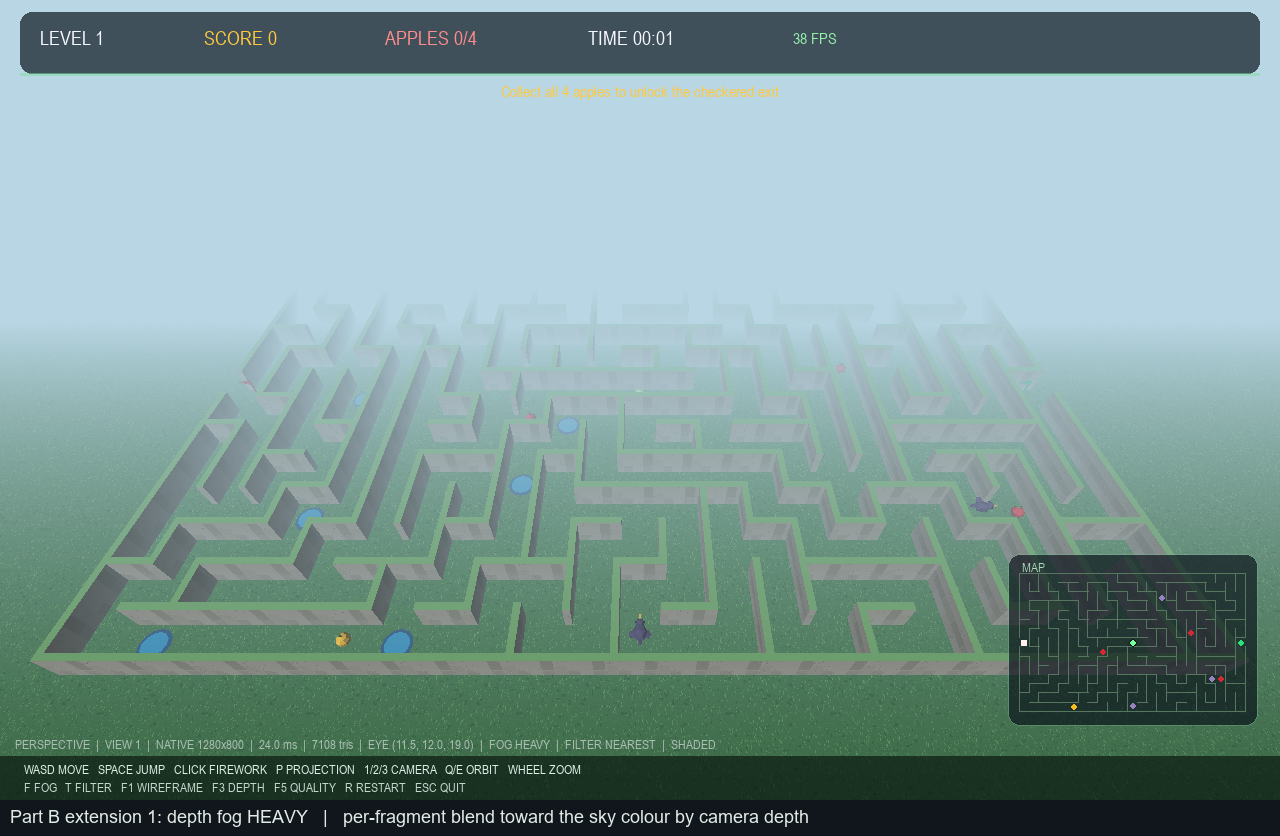 LEVEL 1 SCORE 0 APPLES 0/4 TIME 00:01 38 FPS
Collect all 4 apples to unlock the checkered exit
MAP
PERSPECTIVE | VIEW 1 | NATIVE 1280x800 | 24.0 ms | 7108 tris | EYE (11.5, 12.0, 19.0) | FOG HEAVY | FILTER NEAREST | SHADED
WASD MOVE SPACE JUMP CLICK FIREWORK P PROJECTION 1/2/3 CAMERA Q/E ORBIT WHEEL ZOOM
F FOG T FILTER F1 WIREFRAME F3 DEPTH F5 QUALITY R RESTART ESC QUIT
Part B extension 1: depth fog HEAVY | per-fragment blend toward the sky colour by camera depth